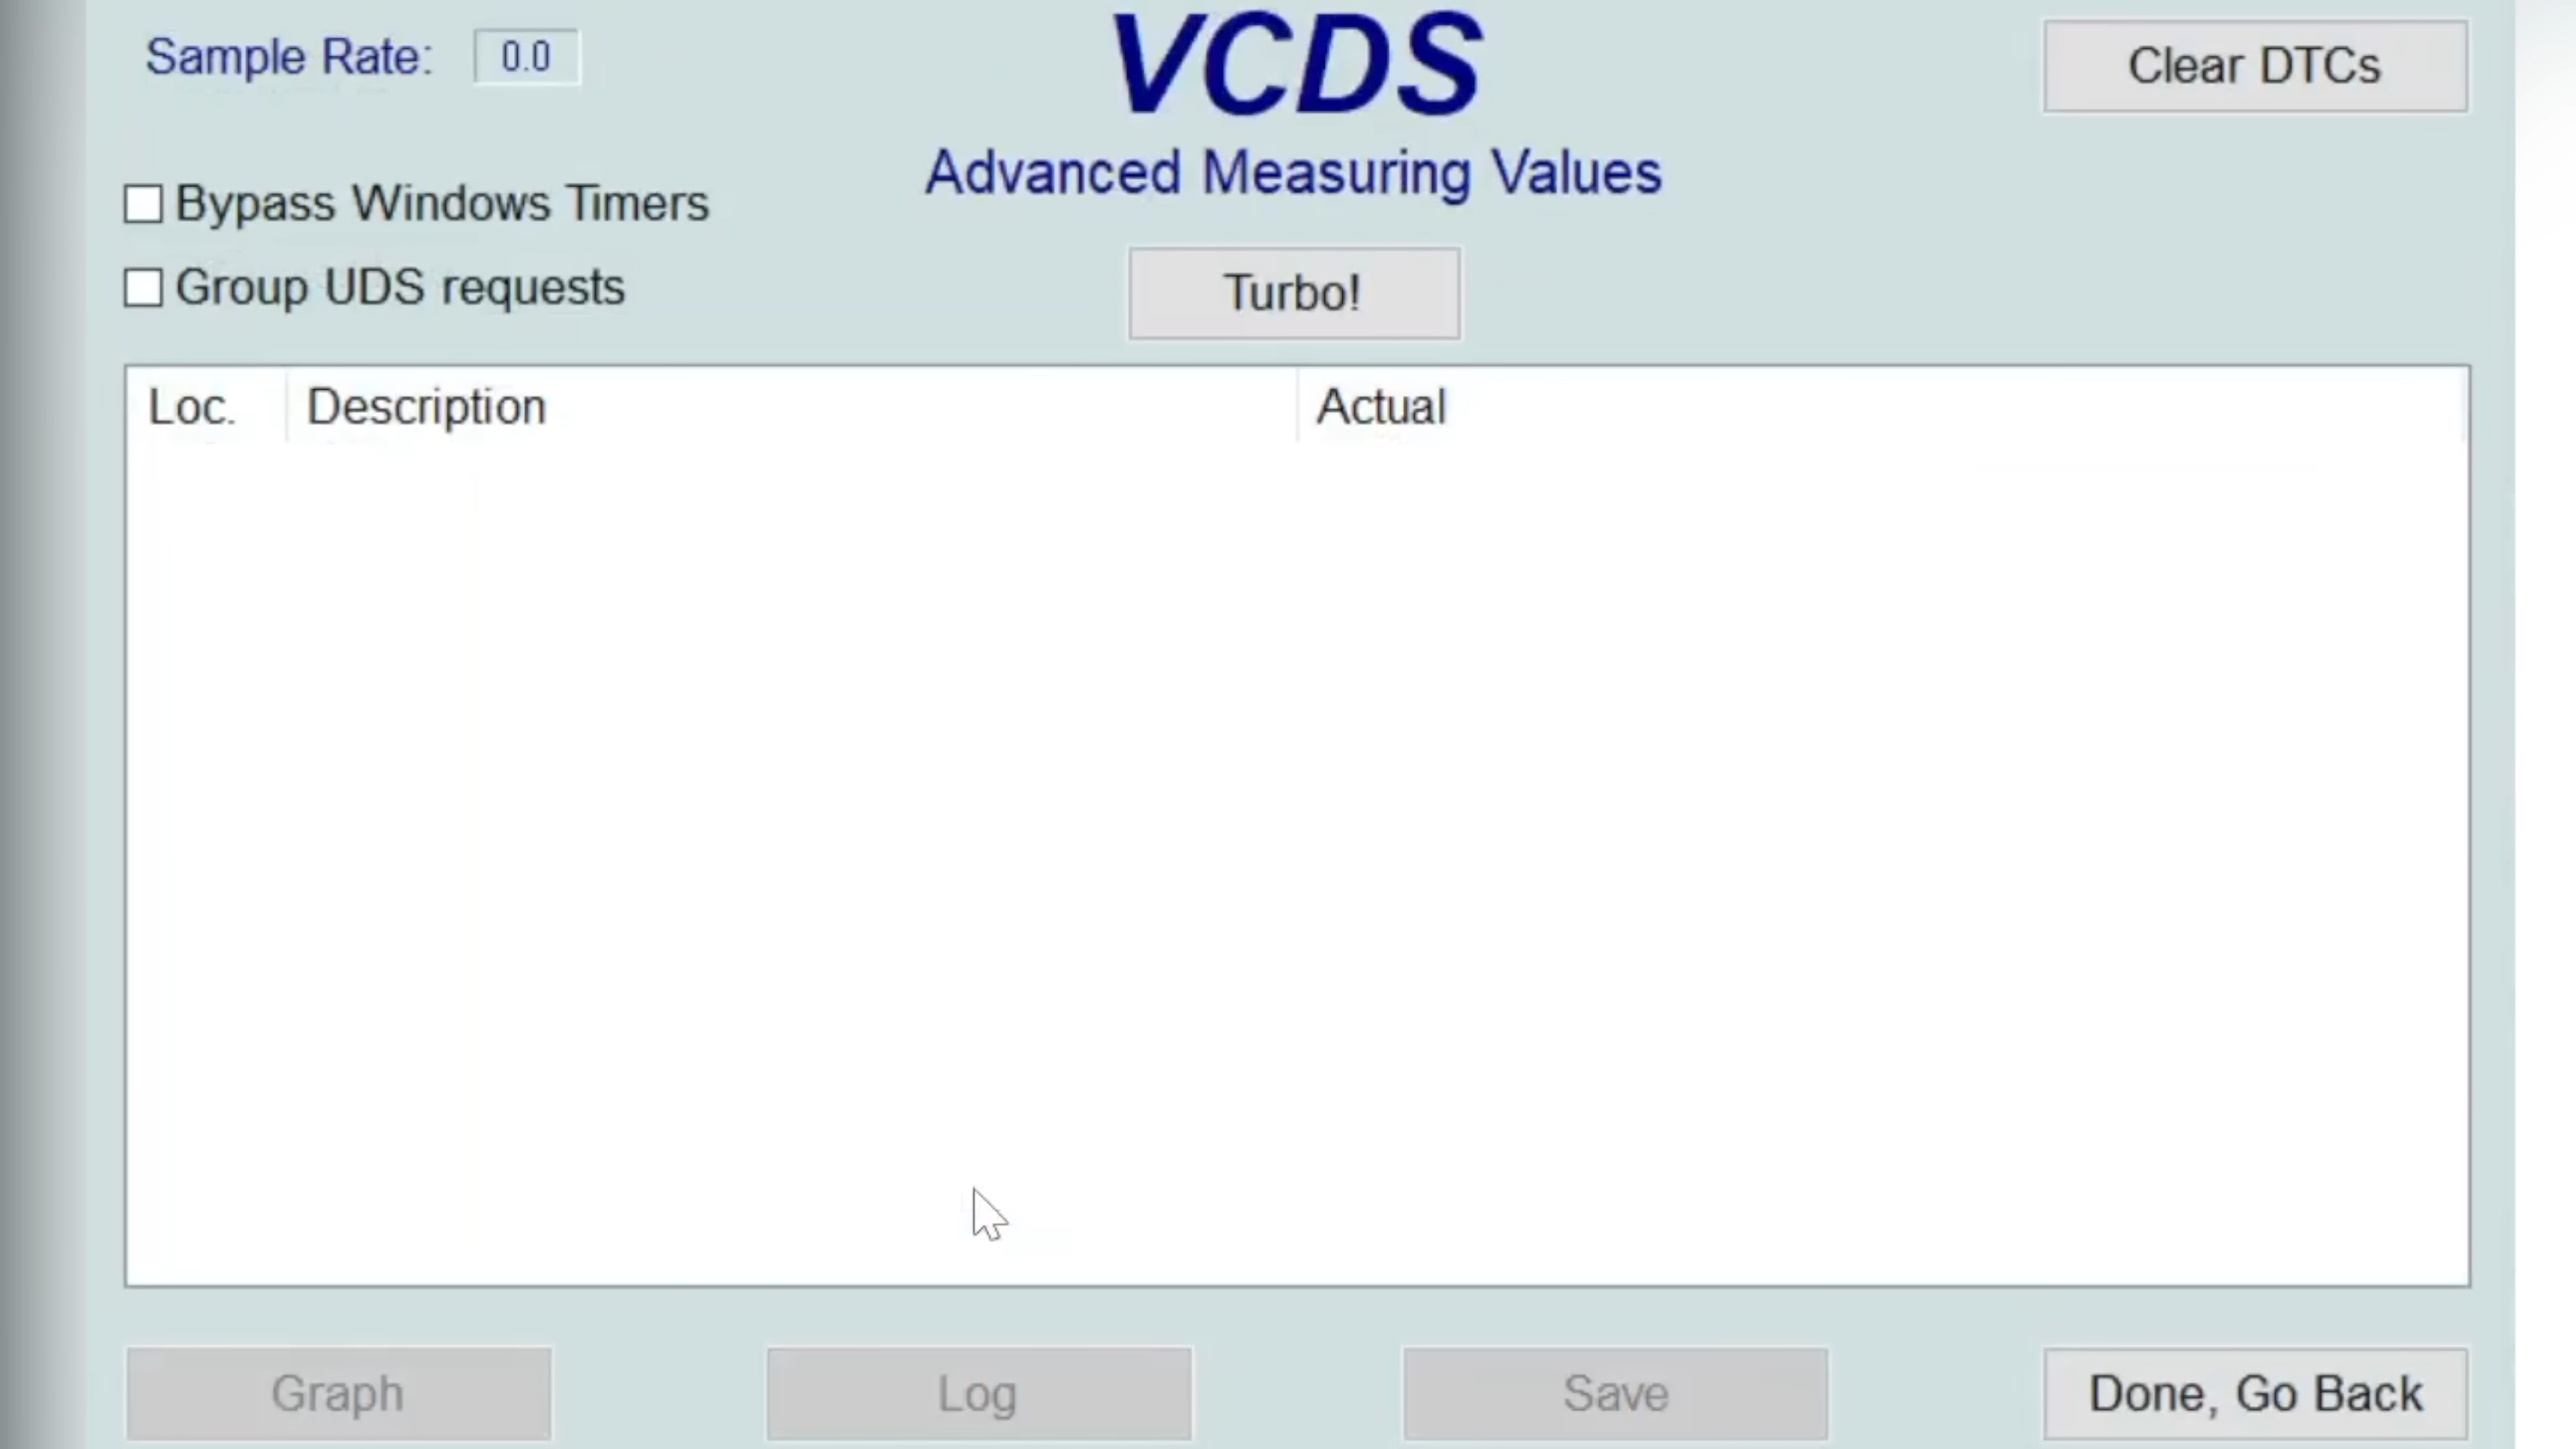 Sample Rate: 0.0
VCDS
Clear DTCs
Advanced Measuring Values
Bypass Windows Timers
Group UDS requests
Turbo!
Loc. Description Actual
Graph Log Save Done, Go Back